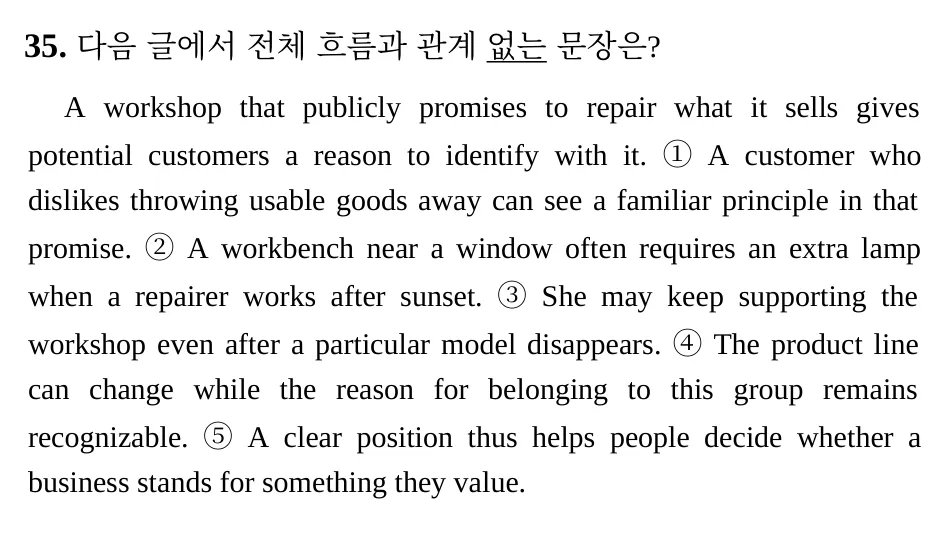 35. 다음 글에서 전체 흐름과 관계 없는 문장은?
A workshop that publicly promises to repair what it sells gives
potential customers a reason to identify with it. ① A customer who
dislikes throwing usable goods away can see a familiar principle in that
promise. ② A workbench near a window often requires an extra lamp
when a repairer works after sunset. ③ She may keep supporting the
workshop even after a particular model disappears. ④ The product line
can change while the reason for belonging to this group remains
recognizable. ⑤ A clear position thus helps people decide whether a
business stands for something they value.